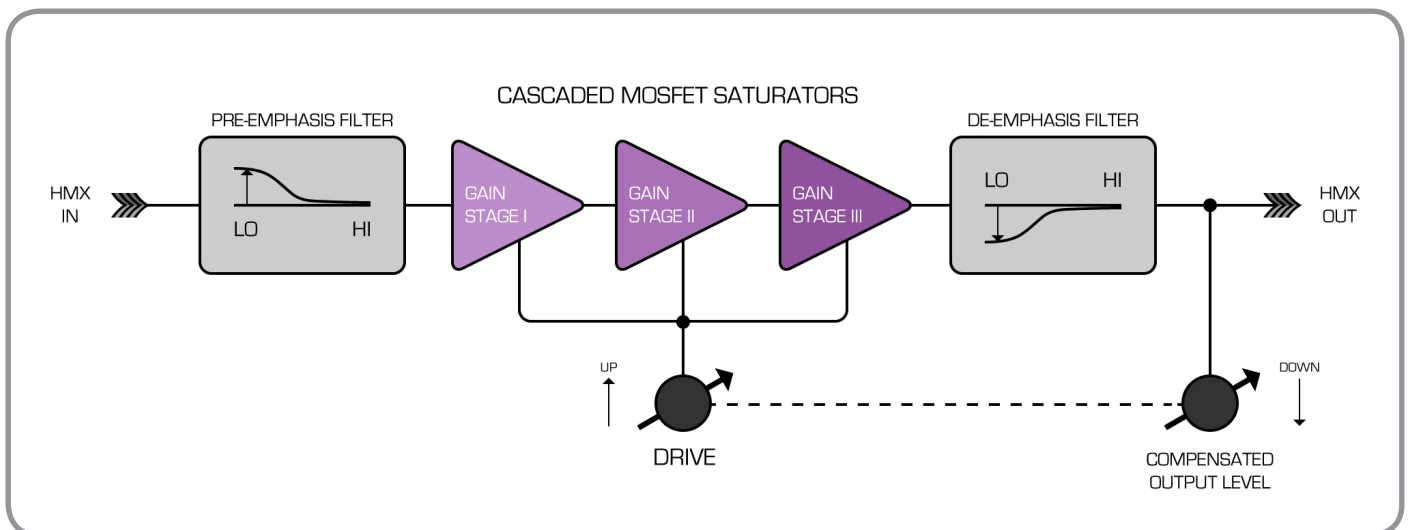 CASCADED MOSFET SATURATORS
PRE-EMPHASIS FILTER
DE-EMPHASIS FILTER
HMX
IN
LO HI
GAIN
STAGE I
GAIN
STAGE II
GAIN
STAGE III
LO HI
HMX
OUT
UP
DRIVE
DOWN
COMPENSATED
OUTPUT LEVEL